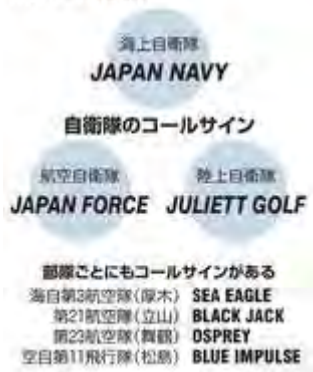 海上自衛隊
JAPAN NAVY
自衛隊のコールサイン
航空自衛隊 陸上自衛隊
JAPAN FORCE JULIETT GOLF
部隊ごとにもコールサインがある
海自第3航空隊(厚木) SEA EAGLE
第21航空隊(立山) BLACK JACK
第23航空隊(舞鶴) OSPREY
空自第11飛行隊(松島) BLUE IMPULSE